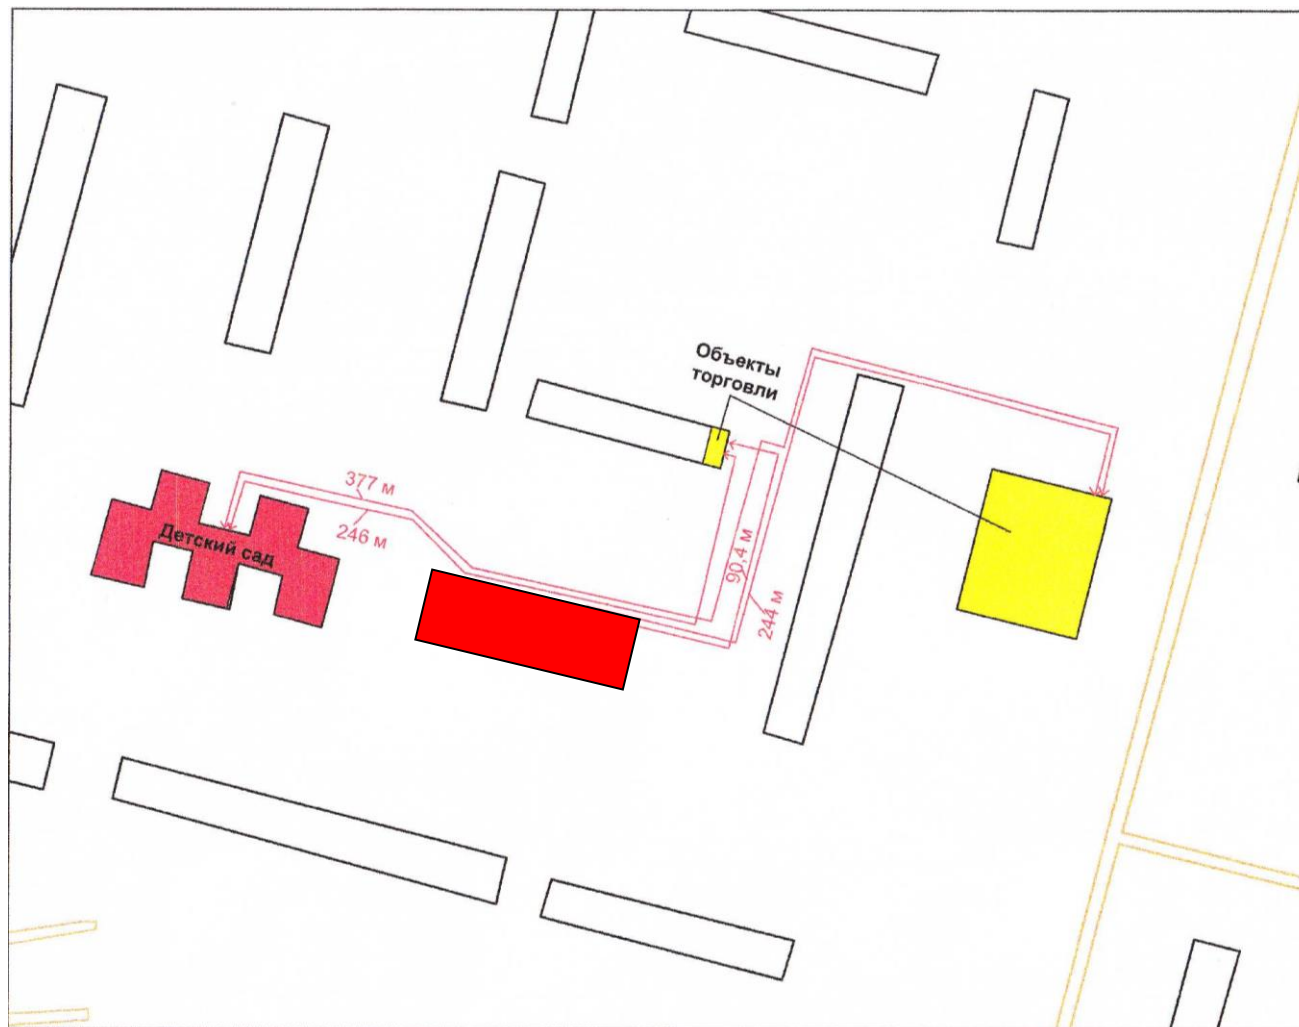 Объекты
торговли
377 м
246 м
Детский сад
90,4 м
244 м